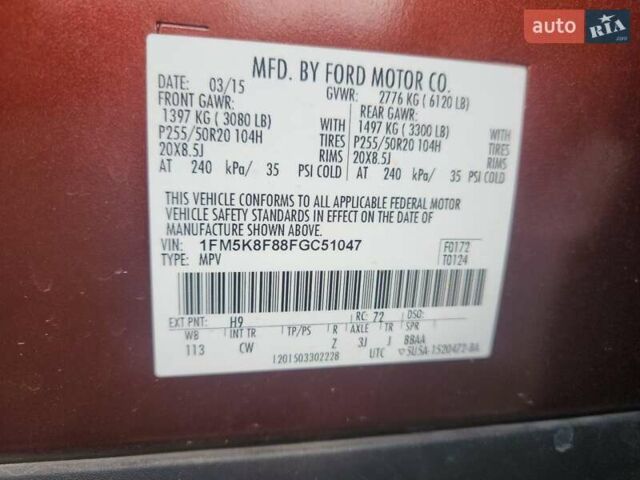 auto RIA .com
MFD. BY FORD MOTOR CO.
DATE: 03/15 GVWR: 2776 KG ( 6120 LB)
FRONT GAWR: REAR GAWR:
1397 KG ( 3080 LB) 1497 KG ( 3300 LB)
P255/50R20 104H TIRES P255/50R20 104H TIRES
20X8.5J RIMS 20X8.5J RIMS
AT 240 kPa/ 35 PSI COLD AT 240 kPa/ 35 PSI COLD
THIS VEHICLE CONFORMS TO ALL APPLICABLE FEDERAL MOTOR
VEHICLE SAFETY STANDARDS IN EFFECT ON THE DATE OF
MANUFACTURE SHOWN ABOVE.
VIN: 1FM5K8F88FGC51047 F0172
TYPE: MPV T0124
EXT PNT: H9 RC: 72 DSO:
WB INT TR TP/PS R AXLE TR SPR
113 CW Z 3J J BBAA
I201503302228 UTC 5U5A-1520472-BA